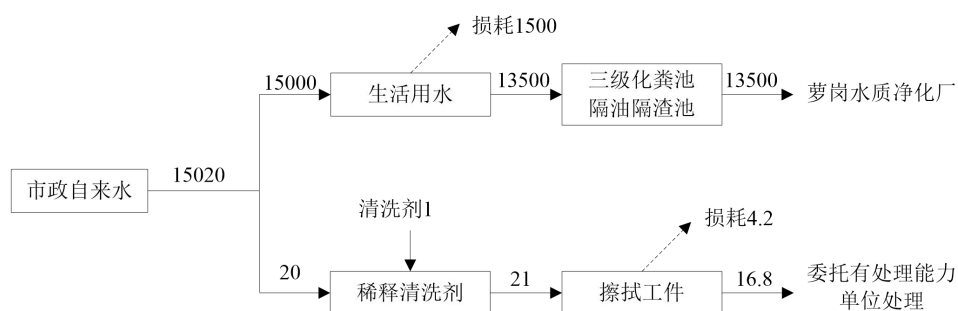 损耗1500
15000
生活用水
13500
三级化粪池
隔油隔渣池
13500
萝岗水质净化厂
市政自来水
15020
清洗剂1
损耗4.2
20
稀释清洗剂
21
擦拭工件
16.8
委托有处理能力
单位处理